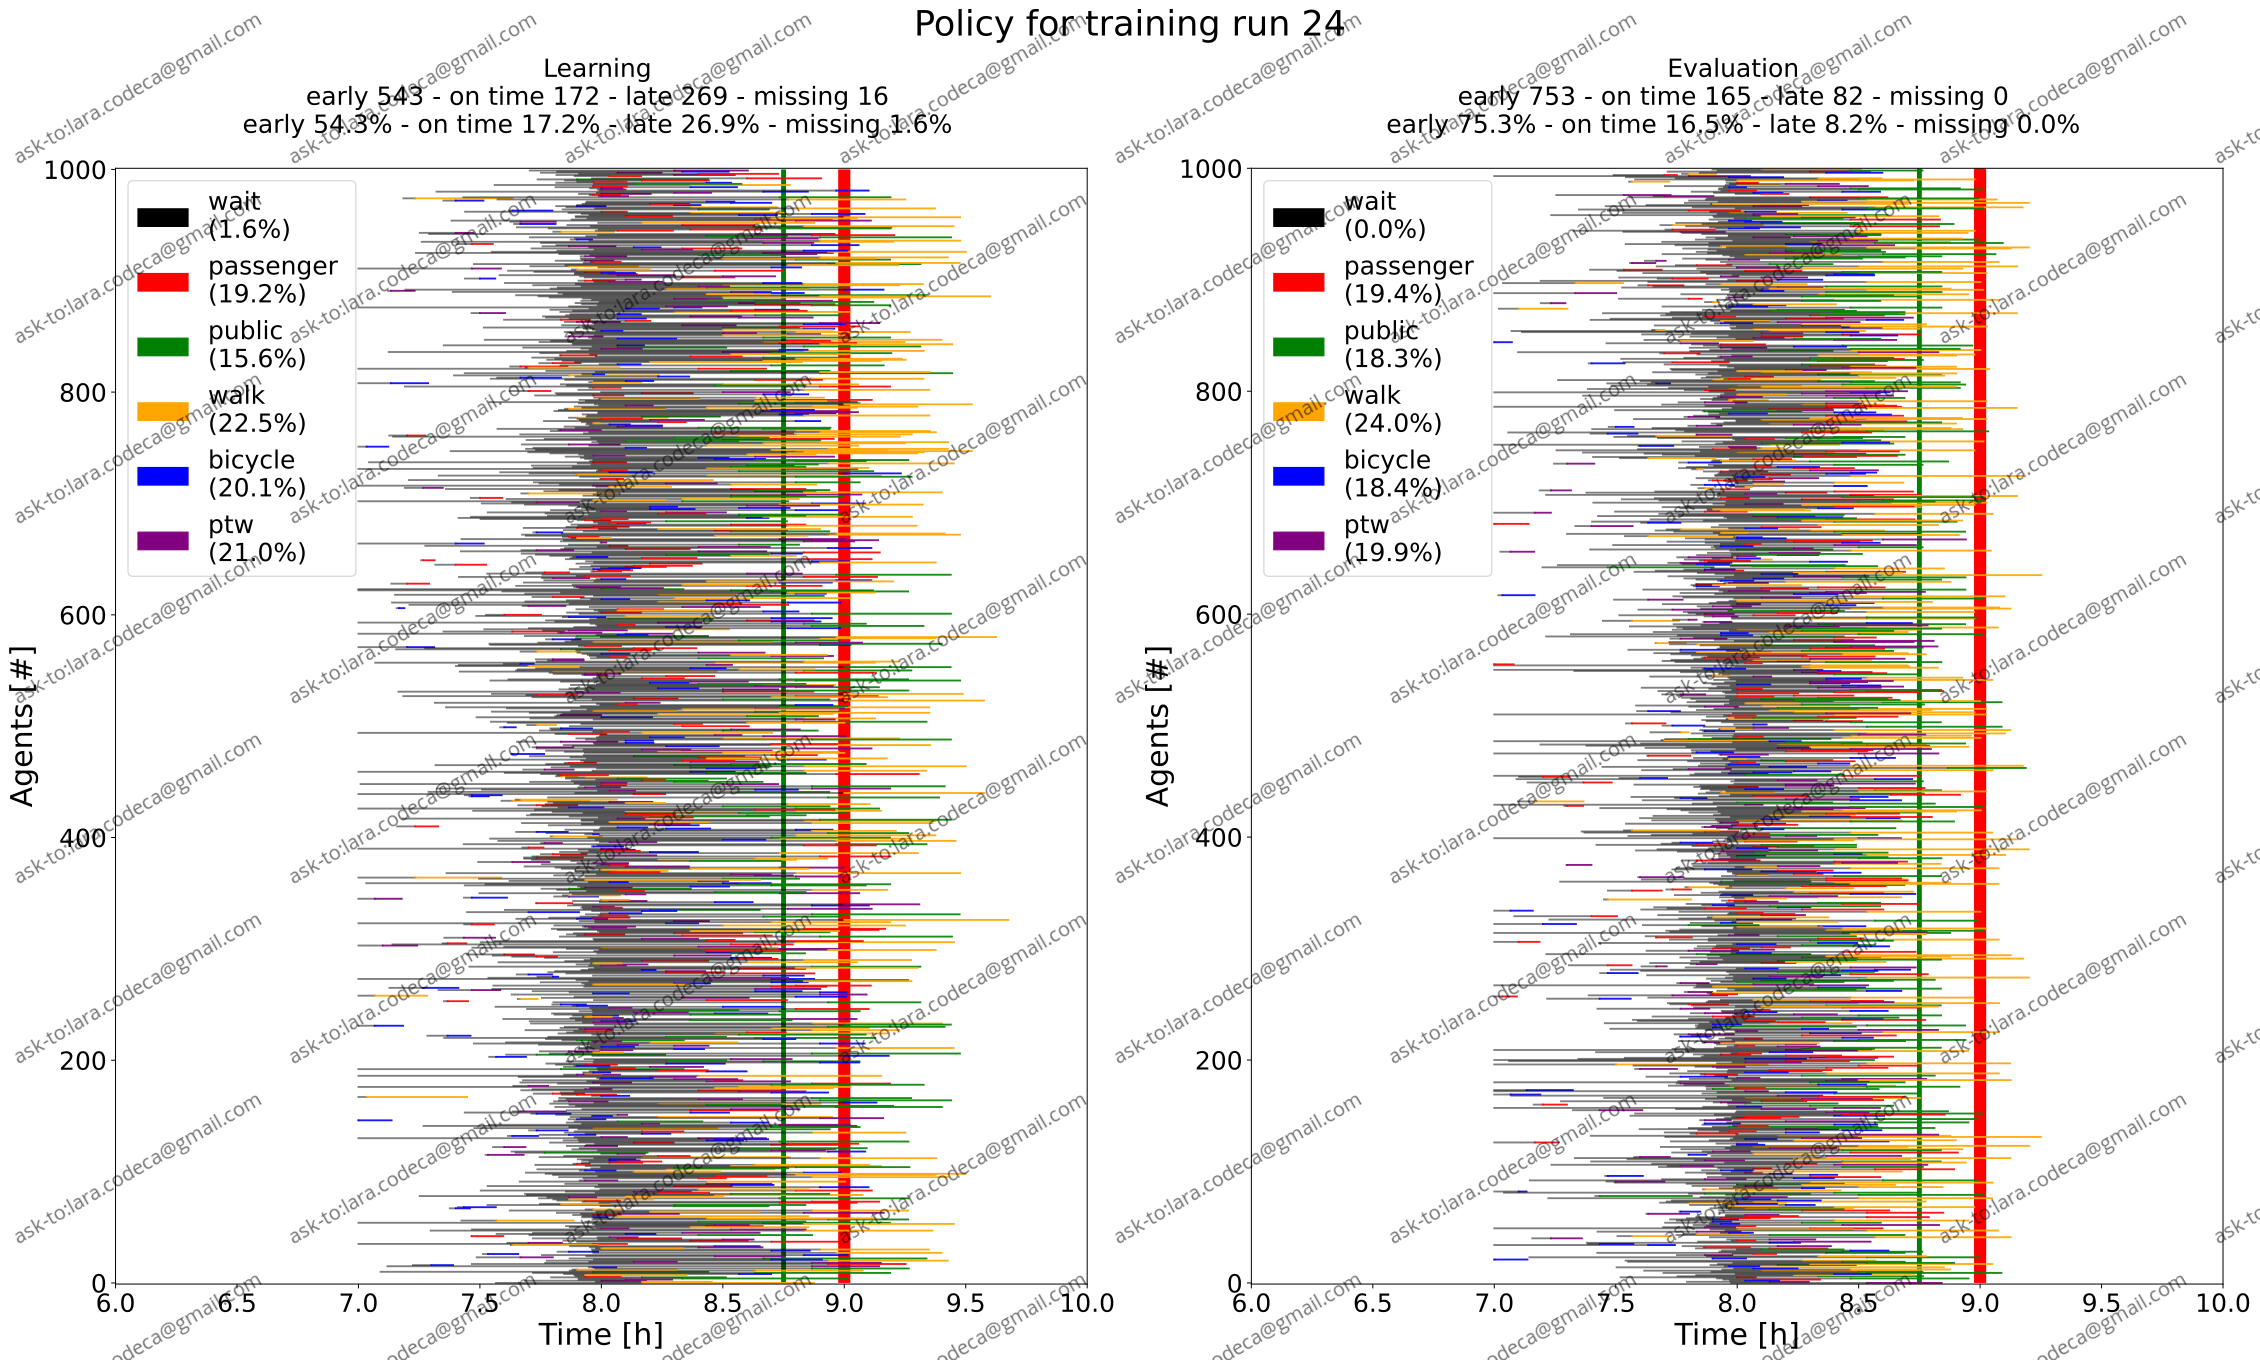 Policy for training run 24
Learning
early 543 - on time 172 - late 269 - missing 16
early 54.3% - on time 17.2% - late 26.9% - missing 1.6%
Agents [#]
1000
800
600
400
200
0
wait
(1.6%)
passenger
(19.2%)
public
(15.6%)
walk
(22.5%)
bicycle
(20.1%)
ptw
(21.0%)
6.0 6.5 7.0 7.5 8.0 8.5 9.0 9.5 10.0
Time [h]
Evaluation
early 753 - on time 165 - late 82 - missing 0
early 75.3% - on time 16.5% - late 8.2% - missing 0.0%
Agents [#]
1000
800
600
400
200
0
wait
(0.0%)
passenger
(19.4%)
public
(18.3%)
walk
(24.0%)
bicycle
(18.4%)
ptw
(19.9%)
6.0 6.5 7.0 7.5 8.0 8.5 9.0 9.5 10.0
Time [h]
ask-to:lara.codeca@gmail.com